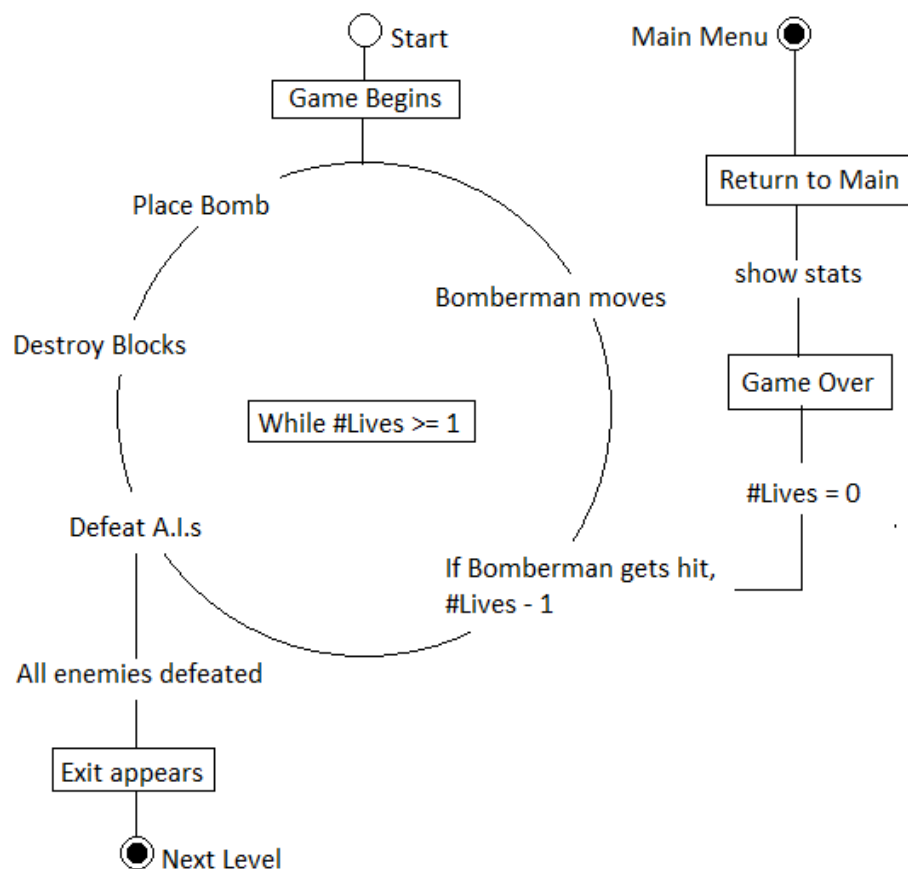 Start
Main Menu
Game Begins
Return to Main
Place Bomb
show stats
Bomberman moves
Destroy Blocks
Game Over
While #Lives >= 1
#Lives = 0
Defeat A.I.s
If Bomberman gets hit,
#Lives - 1
All enemies defeated
Exit appears
Next Level